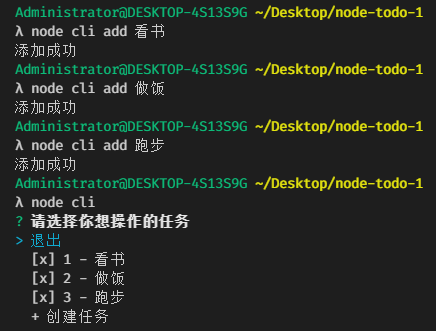 Administrator@DESKTOP-4S13S9G ~/Desktop/node-todo-1
λ node cli add 看书
添加成功
Administrator@DESKTOP-4S13S9G ~/Desktop/node-todo-1
λ node cli add 做饭
添加成功
Administrator@DESKTOP-4S13S9G ~/Desktop/node-todo-1
λ node cli add 跑步
添加成功
Administrator@DESKTOP-4S13S9G ~/Desktop/node-todo-1
λ node cli
? 请选择你想操作的任务
> 退出
[x] 1 - 看书
[x] 2 - 做饭
[x] 3 - 跑步
+ 创建任务